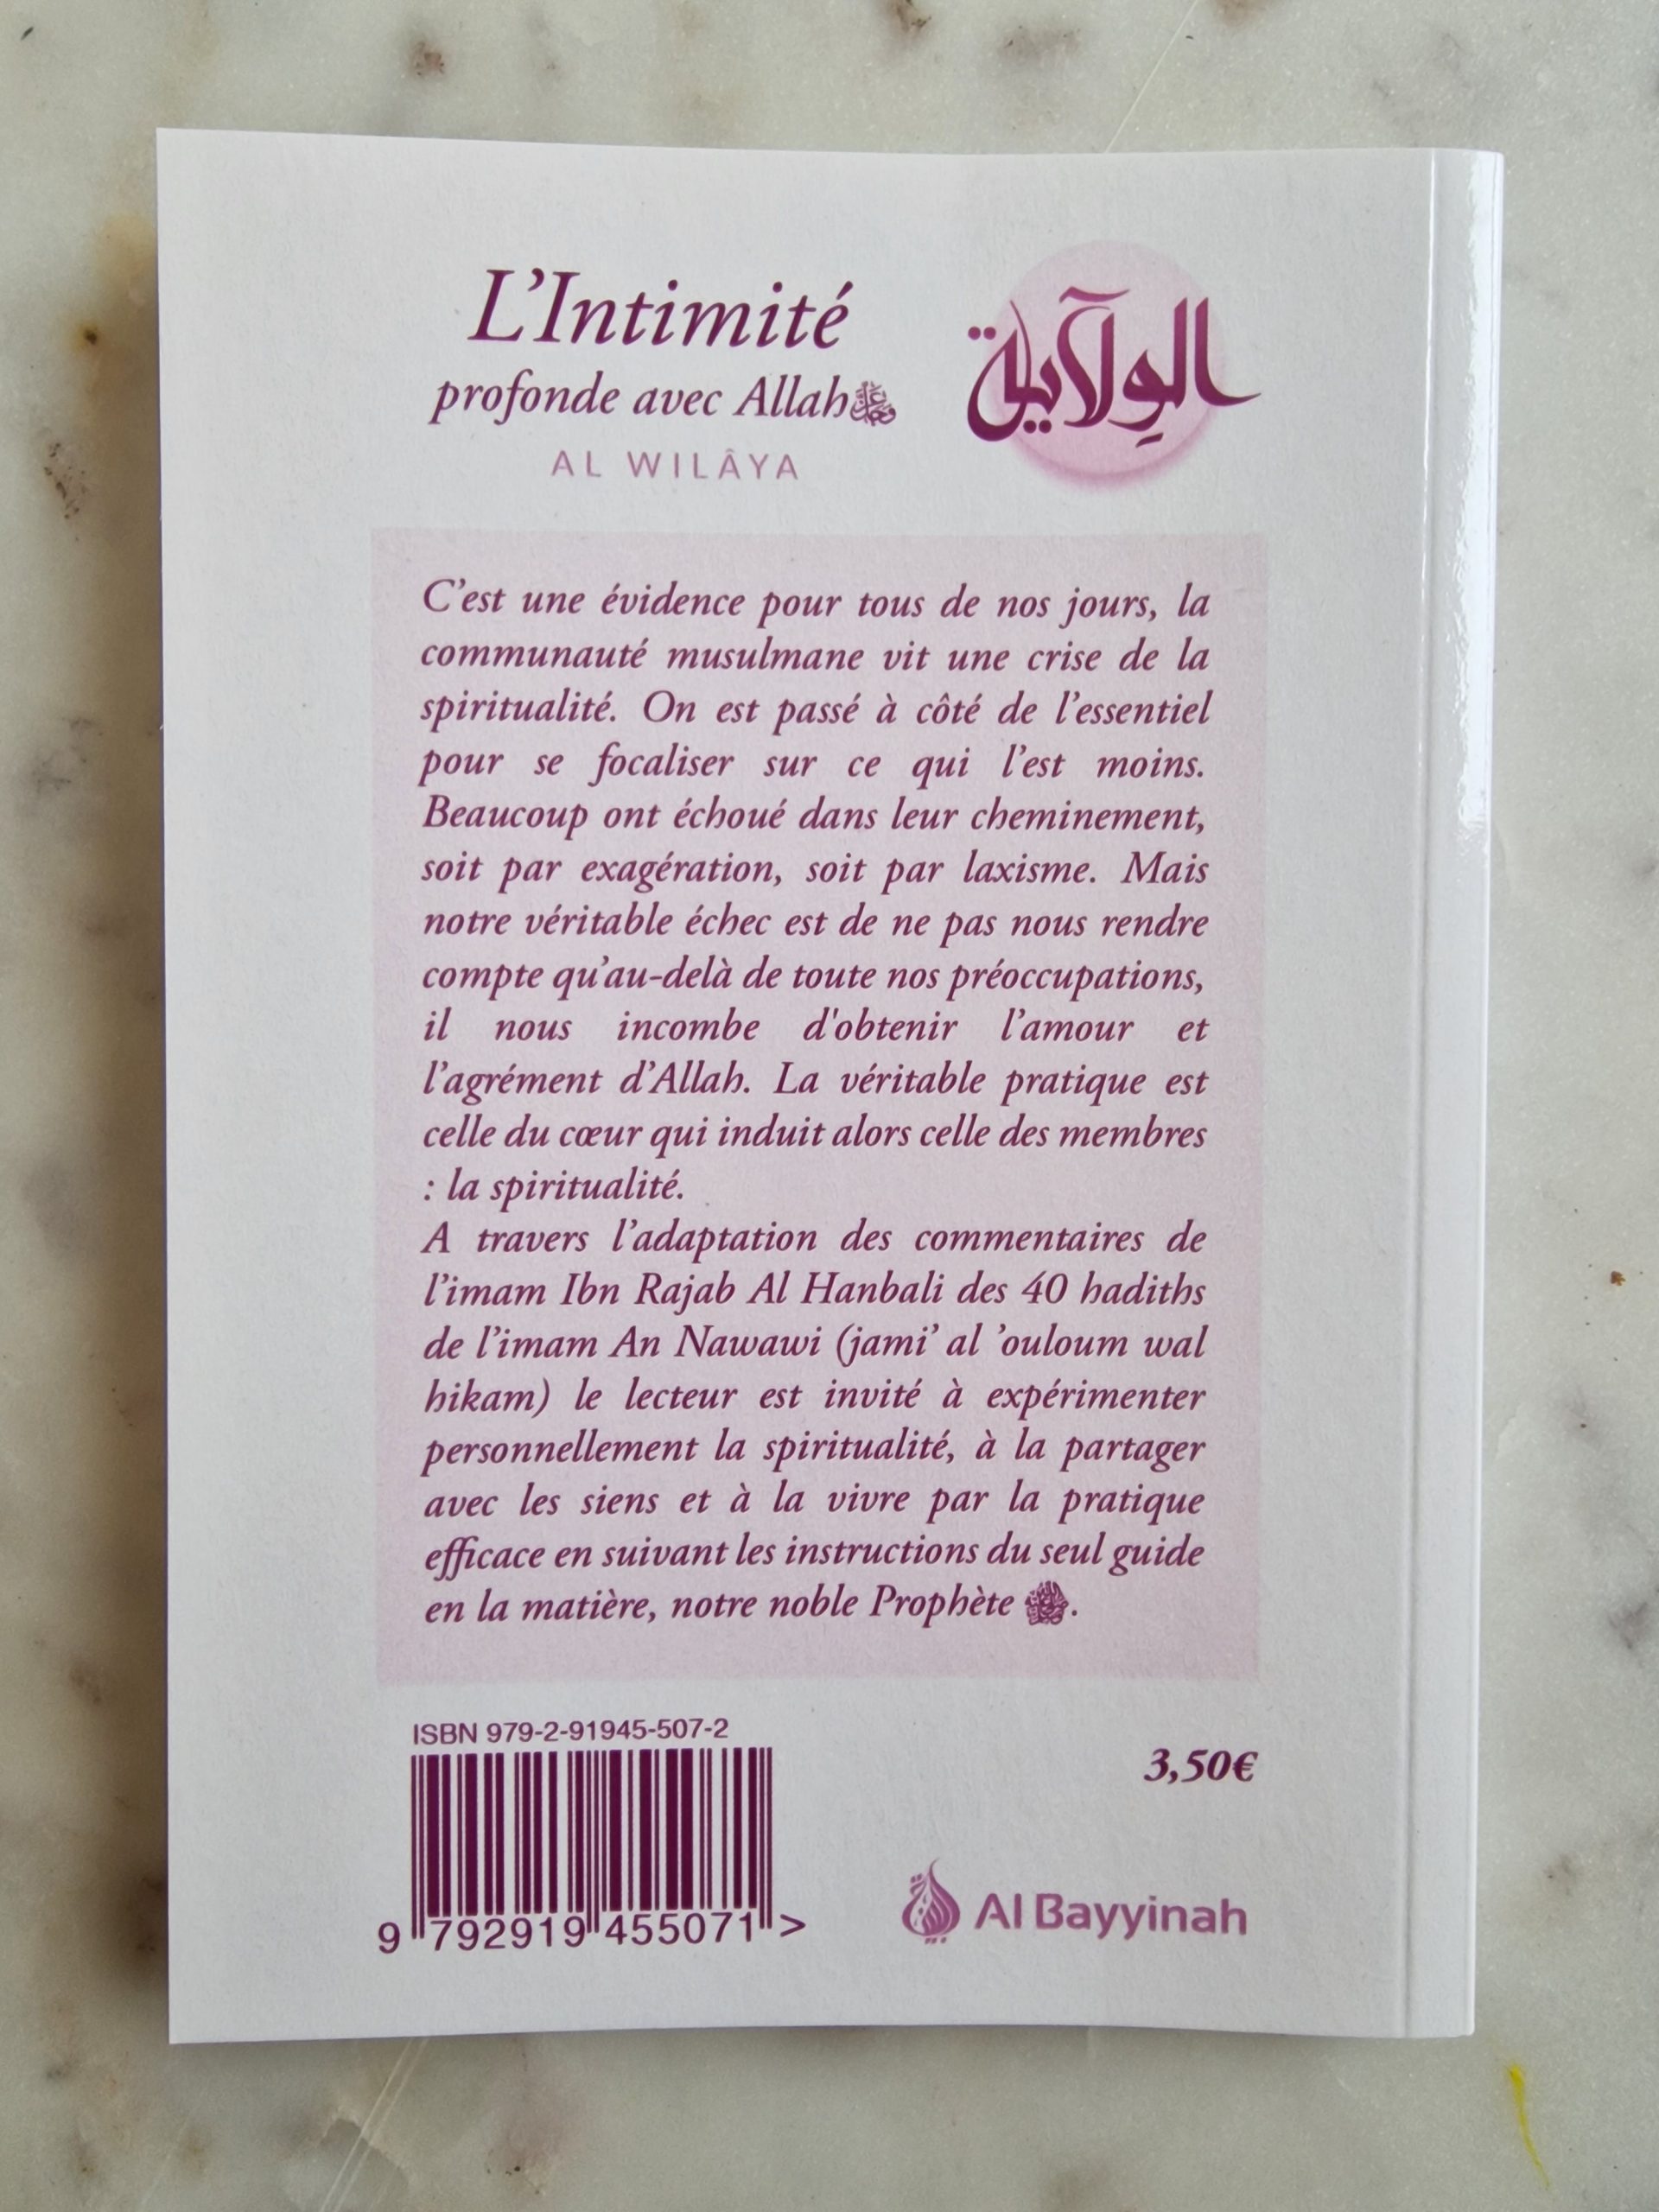 L'Intimité
profonde avec Allah
AL WILÂYA
الوِلآية
C'est une évidence pour tous de nos jours, la
communauté musulmane vit une crise de la
spiritualité. On est passé à côté de l'essentiel
pour se focaliser sur ce qui l'est moins.
Beaucoup ont échoué dans leur cheminement,
soit par exagération, soit par laxisme. Mais
notre véritable échec est de ne pas nous rendre
compte qu'au-delà de toute nos préoccupations,
il nous incombe d'obtenir l'amour et
l'agrément d'Allah. La véritable pratique est
celle du cœur qui induit alors celle des membres
: la spiritualité.
A travers l'adaptation des commentaires de
l'imam Ibn Rajab Al Hanbali des 40 hadiths
de l'imam An Nawawi (jami' al 'ouloum wal
hikam) le lecteur est invité à expérimenter
personnellement la spiritualité, à la partager
avec les siens et à la vivre par la pratique
efficace en suivant les instructions du seul guide
en la matière, notre noble Prophète ﷺ.
ISBN 979-2-91945-507-2
9 792919 455071 >
3,50€
Al Bayyinah